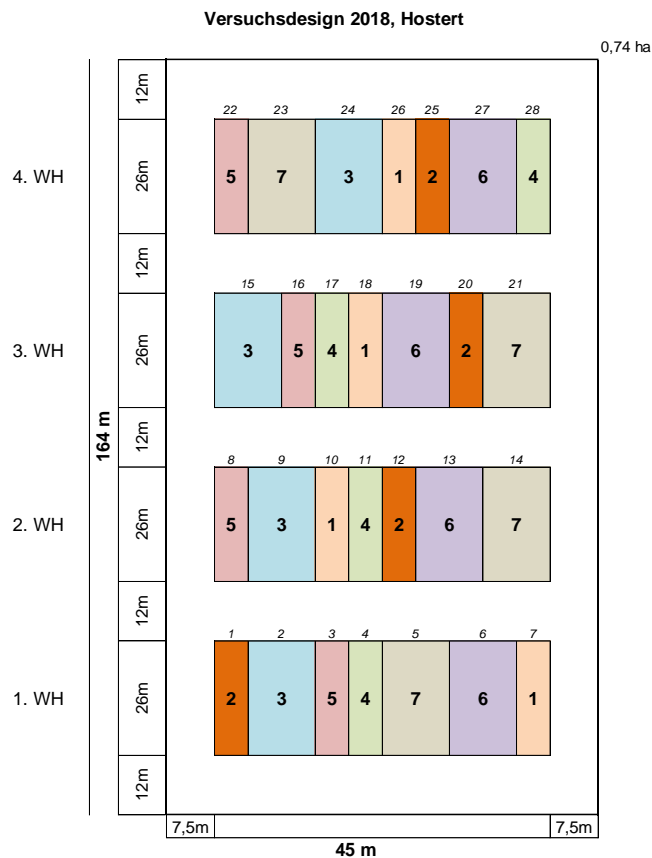 Versuchsdesign 2018, Hostert
0,74 ha
12m
22 23 24 26 25 27 28
4. WH 26m 5 7 3 1 2 6 4
12m
15 16 17 18 19 20 21
3. WH 26m 3 5 4 1 6 2 7
164 m
12m
8 9 10 11 12 13 14
2. WH 26m 5 3 1 4 2 6 7
12m
1 2 3 4 5 6 7
1. WH 26m 2 3 5 4 7 6 1
12m
7,5m 7,5m
45 m